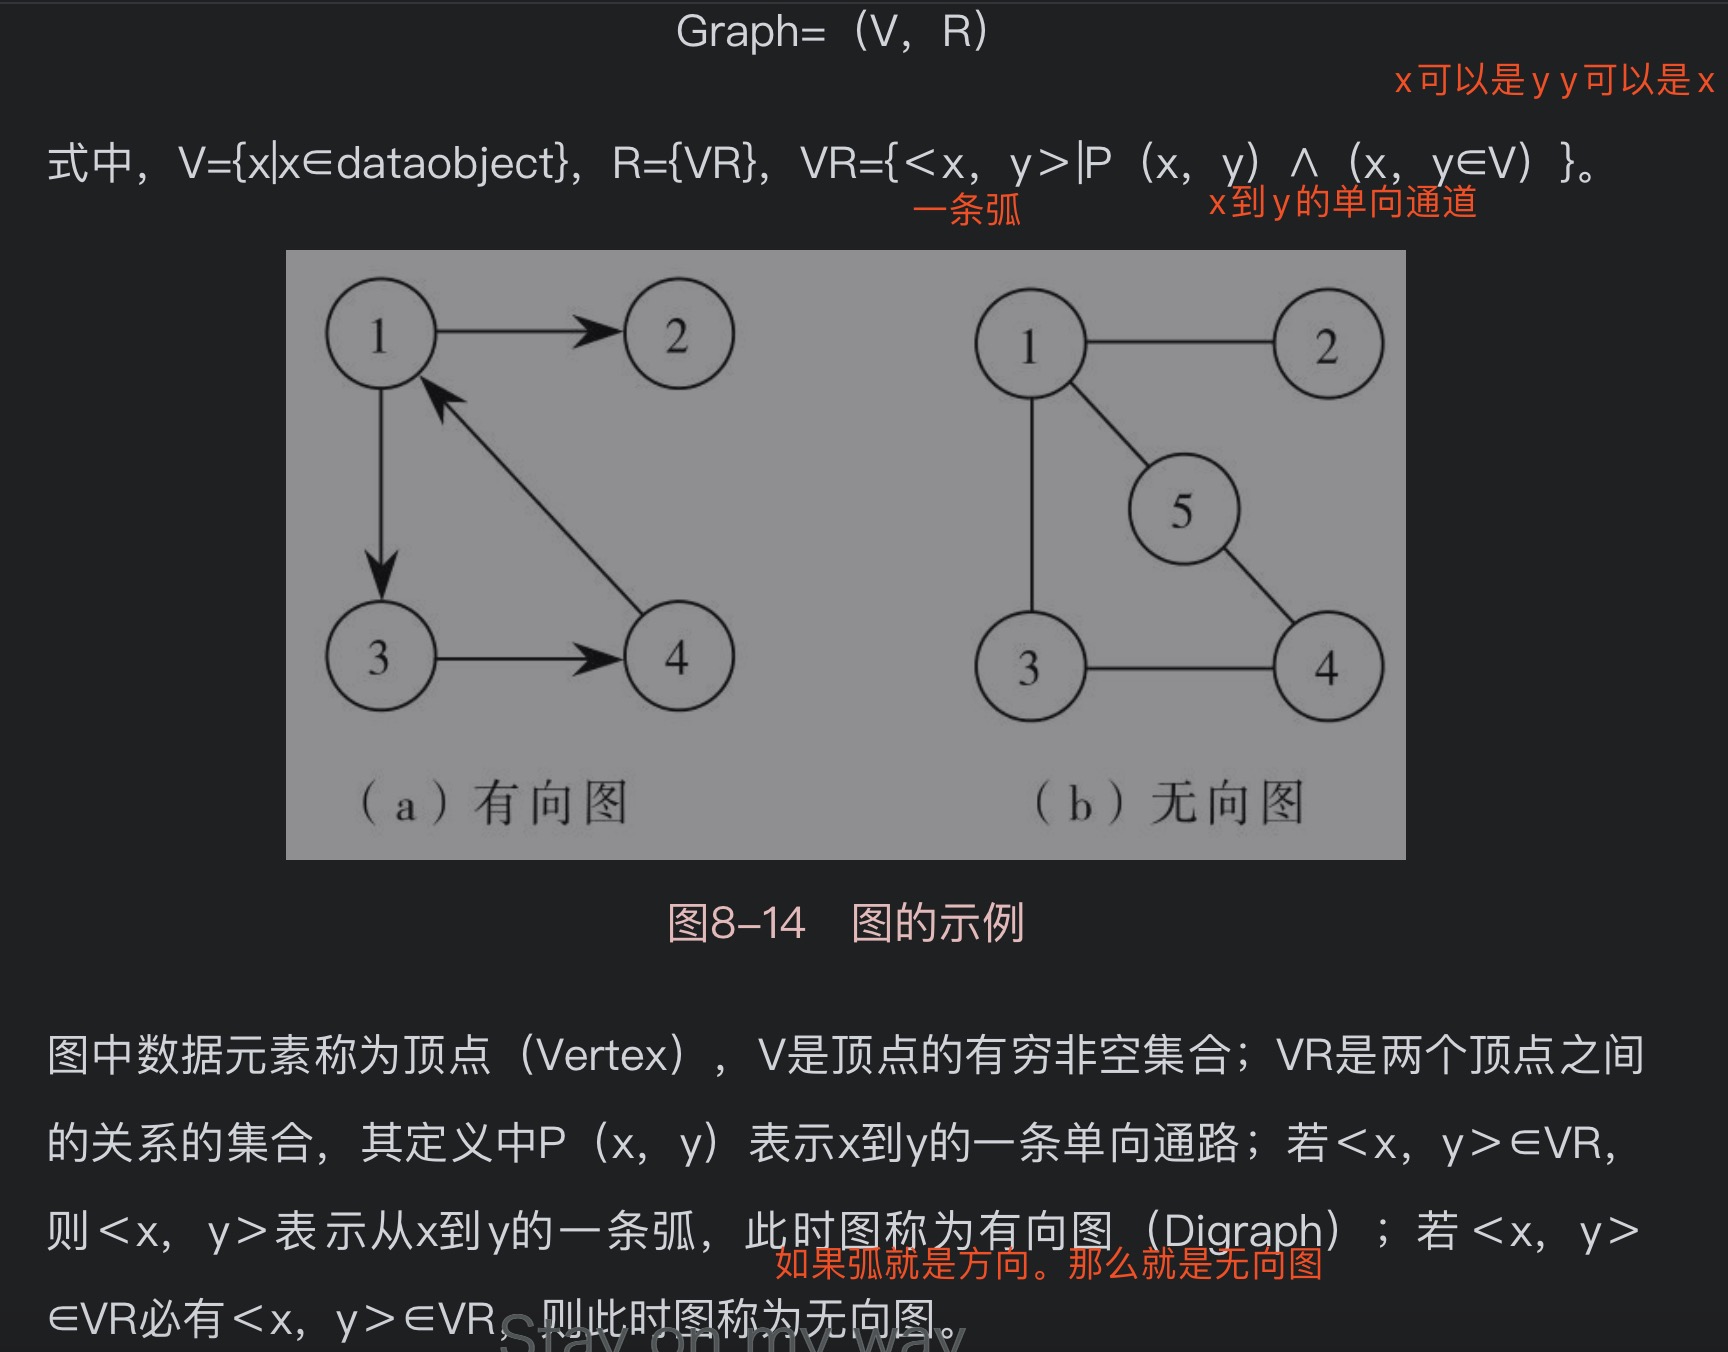 Graph=（V，R）
x可以是y y可以是x
式中，V={x|x∈dataobject}，R={VR}，VR={<x，y>|P（x，y）∧（x，y∈V）}。
一条弧
x到y的单向通道
1
2
3
4
1
2
5
3
4
（a）有向图
（b）无向图
图8-14 图的示例
图中数据元素称为顶点（Vertex），V是顶点的有穷非空集合；VR是两个顶点之间
的关系的集合，其定义中P（x，y）表示x到y的一条单向通路；若<x，y>∈VR，
则<x，y>表示从x到y的一条弧，此时图称为有向图（Digraph）；若<x，y>
如果弧就是方向。那么就是无向图
∈VR必有<x，y>∈VR，则此时图称为无向图。
Stay on my way